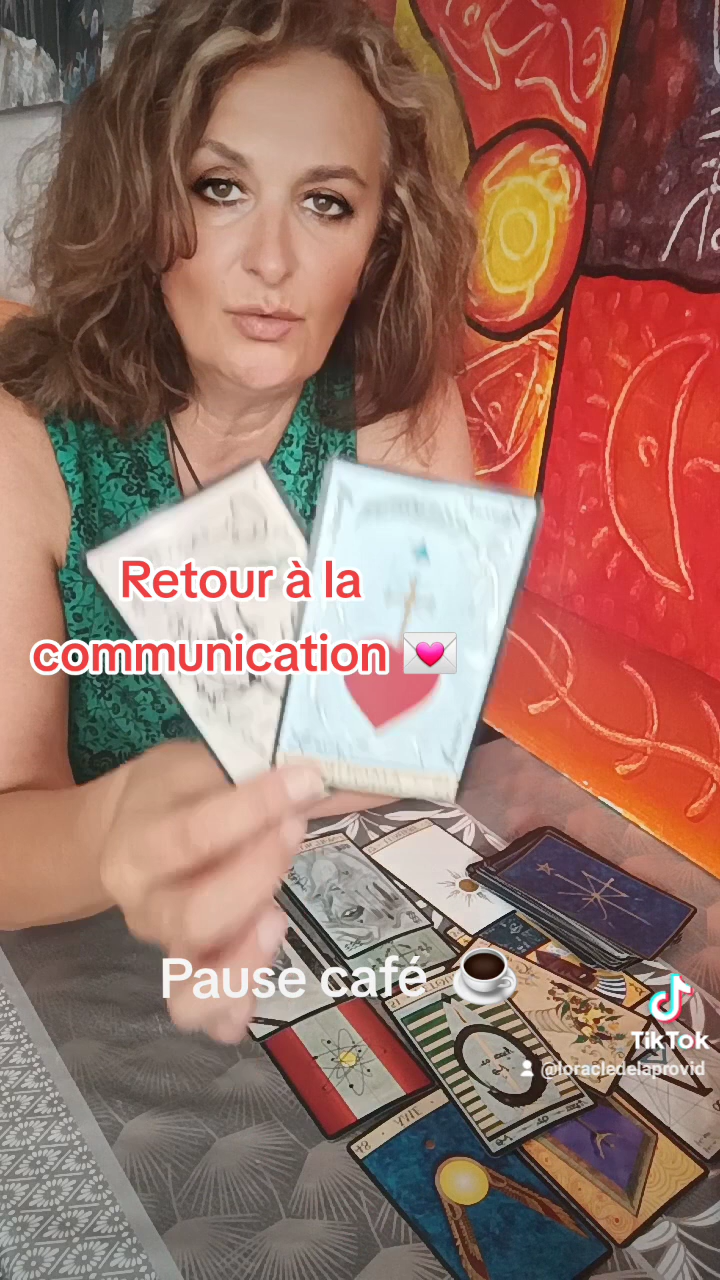 Retour à la
communication 💌
Pause café ☕
TikTok
@loracledelaprovid